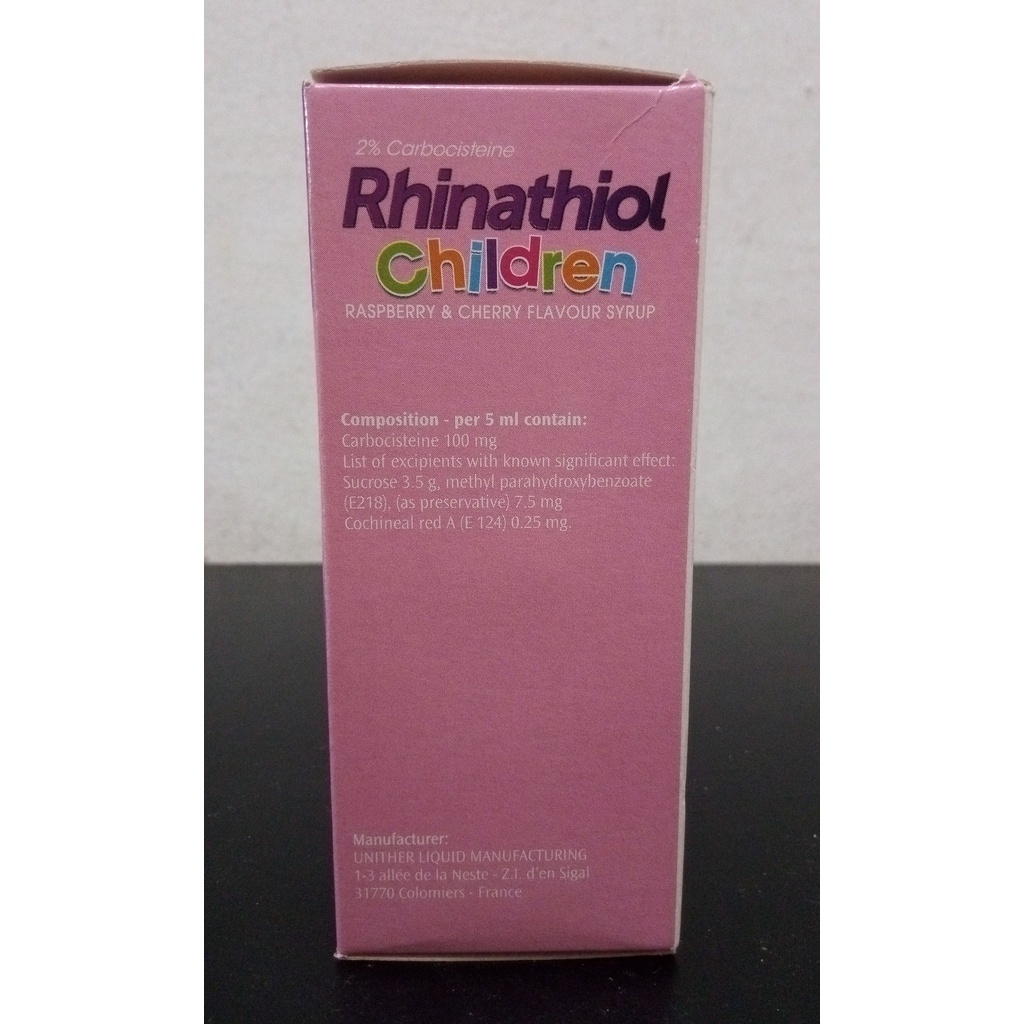 2% Carbocisteine
Rhinathiol
Children
RASPBERRY & CHERRY FLAVOUR SYRUP
Composition - per 5 ml contain:
Carbocisteine 100 mg
List of excipients with known significant effect:
Sucrose 3.5 g, methyl parahydroxybenzoate
(E218), (as preservative) 7.5 mg
Cochineal red A (E 124) 0.25 mg.
Manufacturer:
UNITHER LIQUID MANUFACTURING
1-3 allée de la Neste - Z.I. d'en Sigal
31770 Colomiers - France